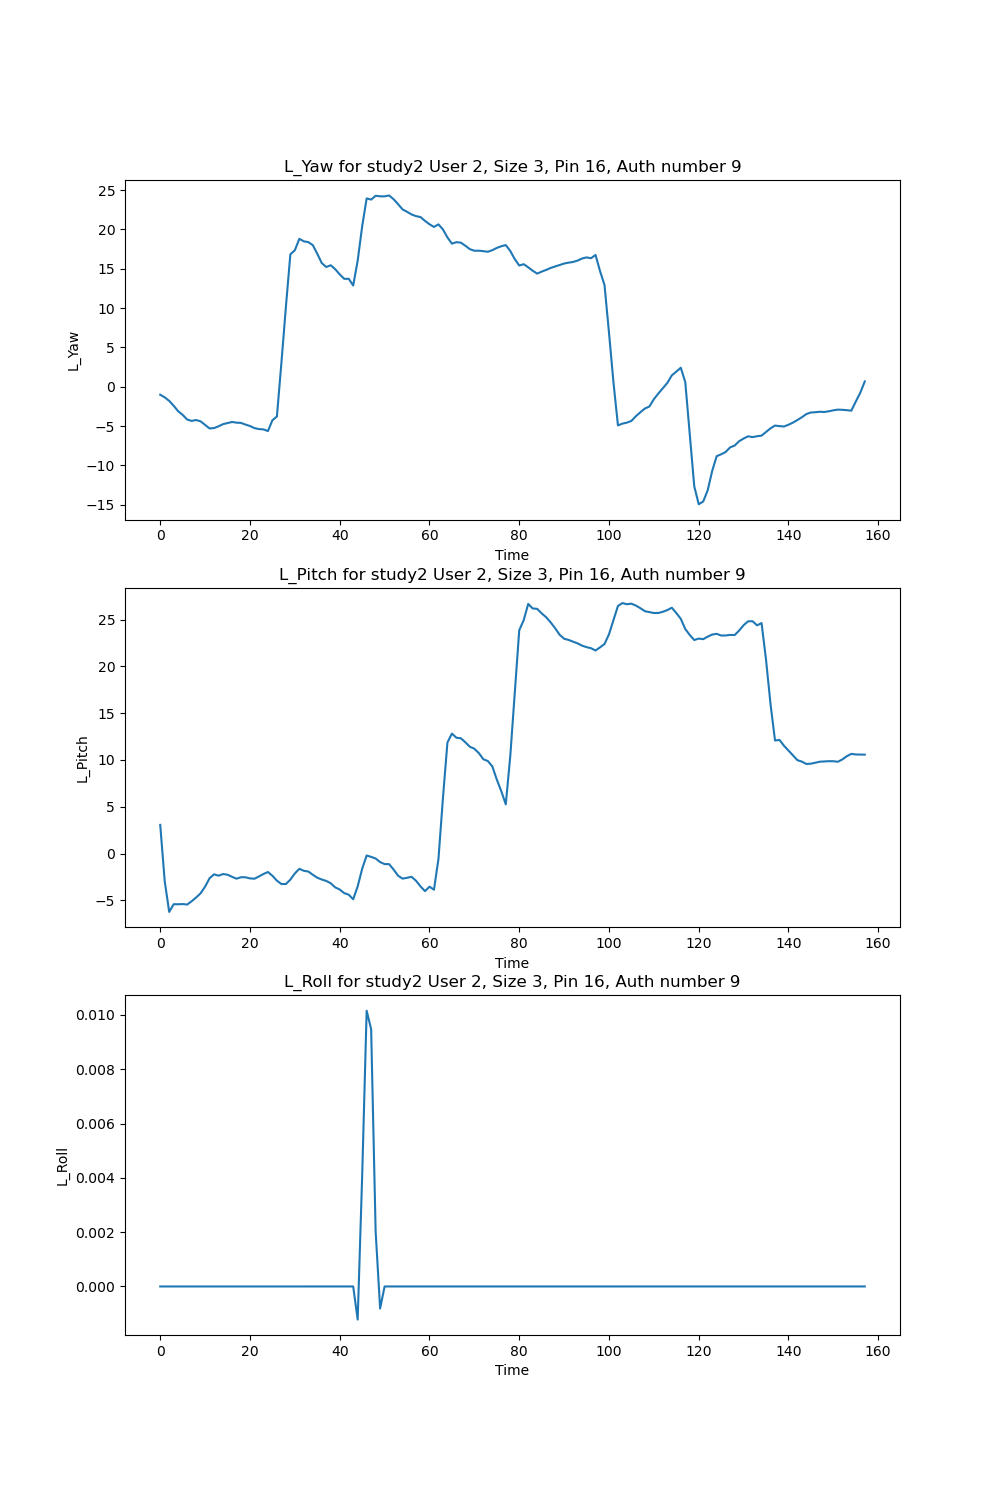 L_Yaw for study2 User 2, Size 3, Pin 16, Auth number 9
25
20
15
10
5
0
−5
−10
−15
L_Yaw
0 20 40 60 80 100 120 140 160
Time
L_Pitch for study2 User 2, Size 3, Pin 16, Auth number 9
25
20
15
10
5
0
−5
L_Pitch
0 20 40 60 80 100 120 140 160
Time
L_Roll for study2 User 2, Size 3, Pin 16, Auth number 9
0.010
0.008
0.006
0.004
0.002
0.000
L_Roll
0 20 40 60 80 100 120 140 160
Time